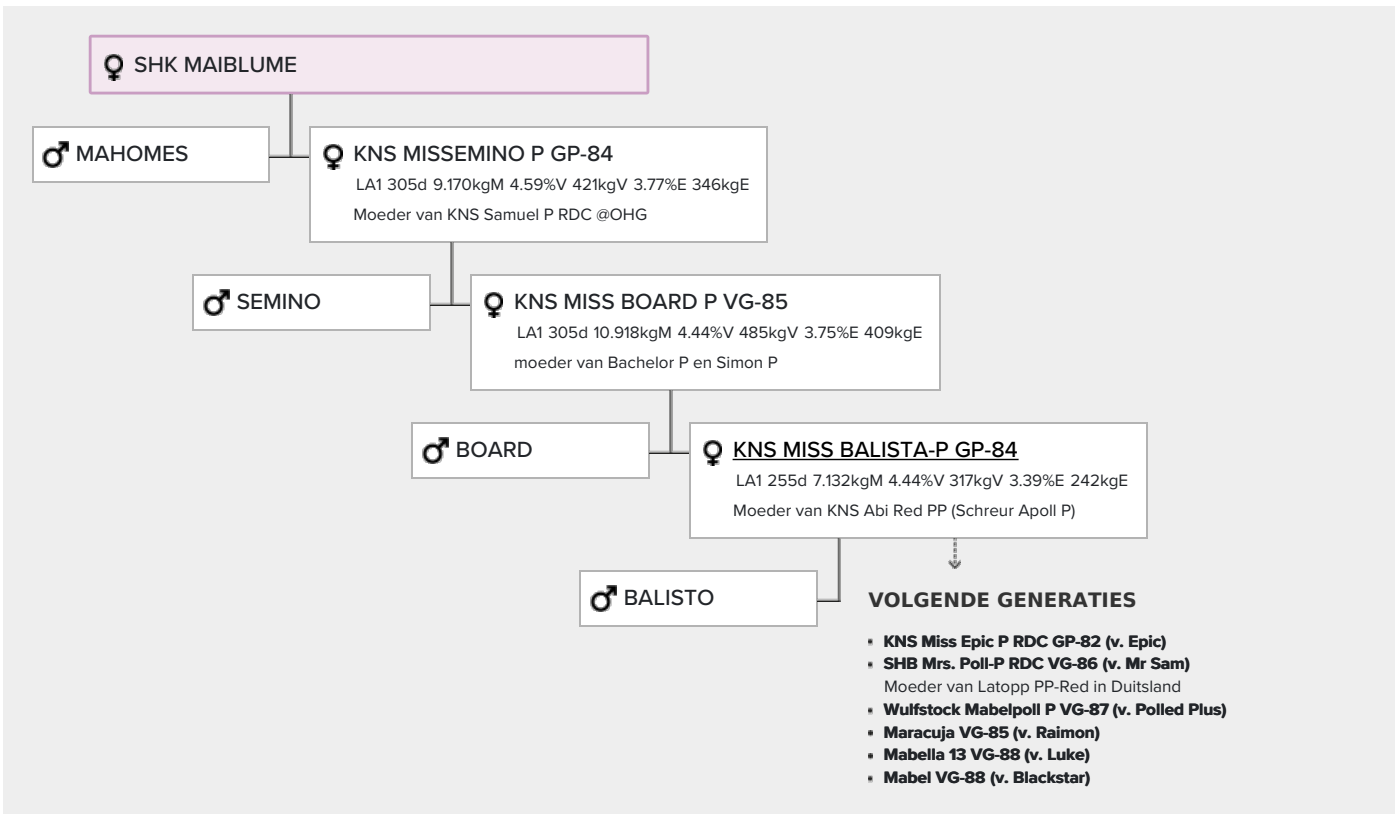 SHK MAIBLUME
MAHOMES
KNS MISSEMINO P GP-84
LA1 305d 9.170kgM 4.59%V 421kgV 3.77%E 346kgE
Moeder van KNS Samuel P RDC @OHG
SEMINO
KNS MISS BOARD P VG-85
LA1 305d 10.918kgM 4.44%V 485kgV 3.75%E 409kgE
moeder van Bachelor P en Simon P
BOARD
KNS MISS BALISTA-P GP-84
LA1 255d 7.132kgM 4.44%V 317kgV 3.39%E 242kgE
Moeder van KNS Abi Red PP (Schreur Apoll P)
BALISTO
VOLGENDE GENERATIES
KNS Miss Epic P RDC GP-82 (v. Epic)
SHB Mrs. Poll-P RDC VG-86 (v. Mr Sam)
Moeder van Latopp PP-Red in Duitsland
Wulfstock Mabelpoll P VG-87 (v. Polled Plus)
Maracuja VG-85 (v. Raimon)
Mabella 13 VG-88 (v. Luke)
Mabel VG-88 (v. Blackstar)